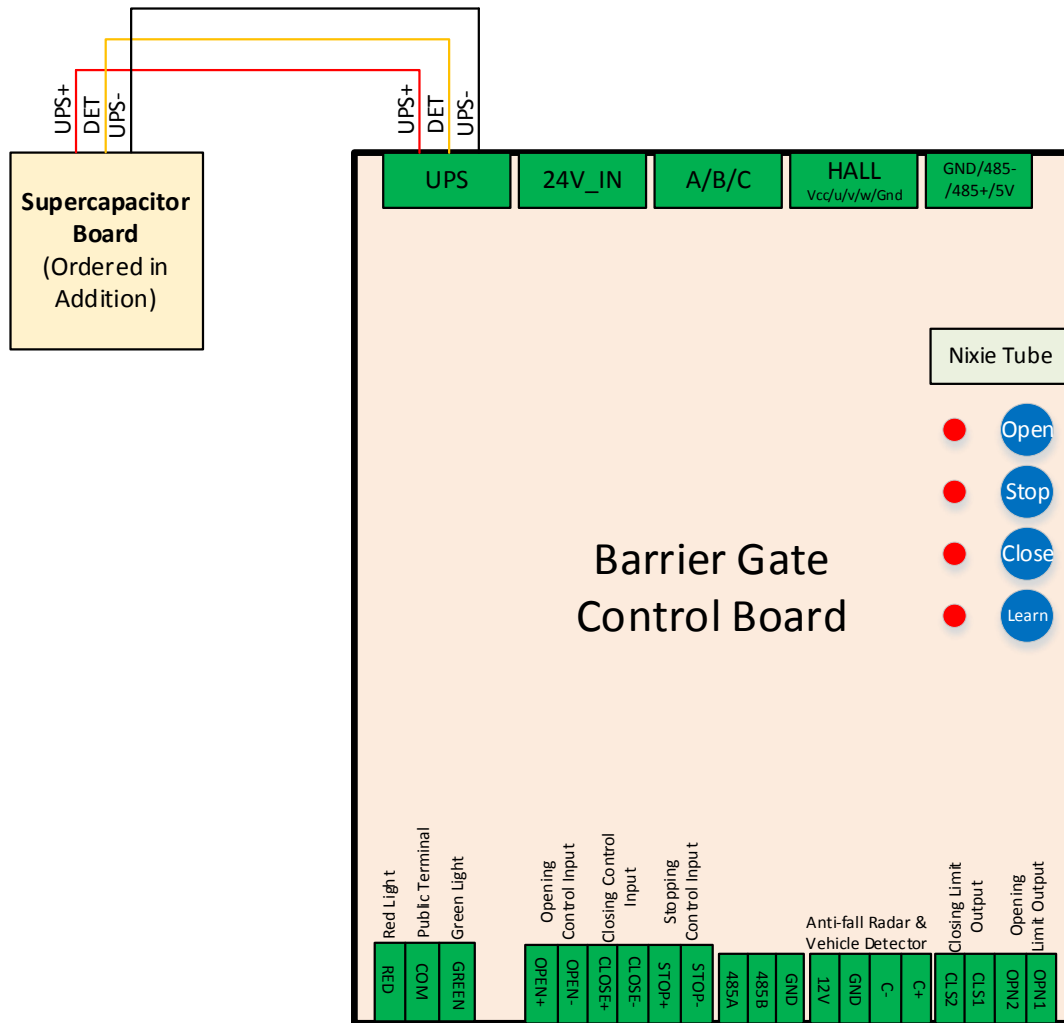 UPS+
DET
UPS-
UPS+
DET
UPS-
Supercapacitor
Board
(Ordered in
Addition)
UPS
24V_IN
A/B/C
HALL
Vcc/u/v/w/Gnd
GND/485-
/485+/5V
Nixie Tube
Open
Stop
Close
Learn
Barrier Gate
Control Board
Red Light
Public Terminal
Green Light
Opening
Control Input
Closing Control
Input
Stopping
Control Input
Anti-fall Radar &
Vehicle Detector
Closing Limit
Output
Opening
Limit Output
RED
COM
GREEN
OPEN+
OPEN-
CLOSE+
CLOSE-
STOP+
STOP-
485A
485B
GND
12V
GND
C-
C+
CLS2
CLS1
OPN2
OPN1